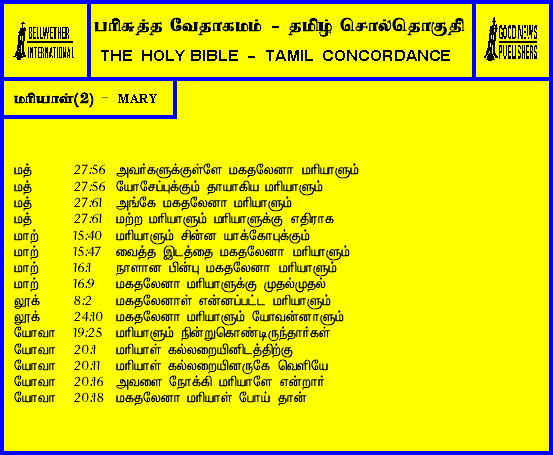 BELLWETHER
INTERNATIONAL
பரிசுத்த வேதாகமம் - தமிழ் சொல்தொகுதி
THE HOLY BIBLE - TAMIL CONCORDANCE
GOOD NEWS
PUBLISHERS
மரியாள்(2) - MARY
மத் 27:56 அவர்களுக்குள்ளே மகதலேனா மரியாளும்
மத் 27:56 யோசேப்புக்கும் தாயாகிய மரியாளும்
மத் 27:61 அங்கே மகதலேனா மரியாளும்
மத் 27:61 மற்ற மரியாளும் மரியாளுக்கு எதிராக
மாற் 15:40 மரியாளும் சின்ன யாக்கோபுக்கும்
மாற் 15:47 வைத்த இடத்தை மகதலேனா மரியாளும்
மாற் 16:1 நாளான பின்பு மகதலேனா மரியாளும்
மாற் 16:9 மகதலேனா மரியாளுக்கு முதல்முதல்
லூக் 8:2 மகதலேனாள் என்னப்பட்ட மரியாளும்
லூக் 24:10 மகதலேனா மரியாளும் யோவன்னாளும்
யோவா 19:25 மரியாளும் நின்றுகொண்டிருந்தார்கள்
யோவா 20:1 மரியாள் கல்லறையினிடத்திற்கு
யோவா 20:11 மரியாள் கல்லறையினருகே வெளியே
யோவா 20:16 அவளை நோக்கி மரியாளே என்றார்
யோவா 20:18 மகதலேனா மரியாள் போய் தான்